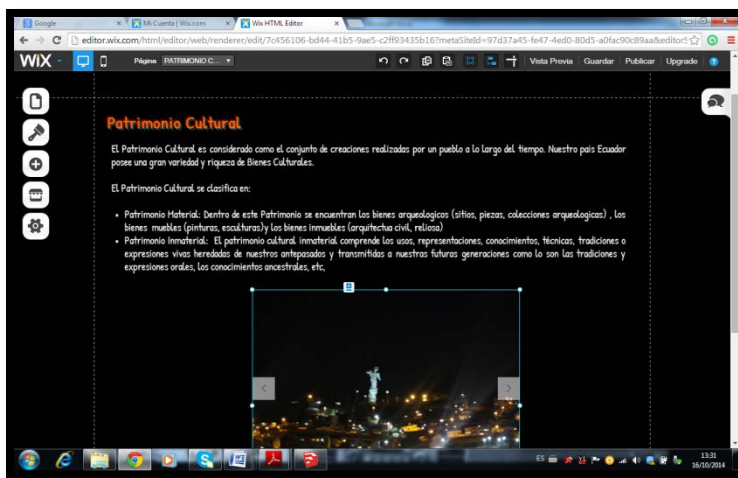 Google
Mi Cuenta | Wix.com
Wix HTML Editor
editor.wix.com/html/editor/web/renderer/edit/7c456106-bd44-41b5-9ae5-c2ff93435b16?metaSiteId=97d37a45-fe47-4ed0-80d5-a0fac90c89aa&editorS
WiX
Página PATRIMONIO C...
Vista Previa Guardar Publicar Upgrade
Patrimonio Cultural
El Patrimonio Cultural es considerado como el conjunto de creaciones realizadas por un pueblo a lo largo del tiempo. Nuestro pais Ecuador
posee una gran variedad y riqueza de Bienes Culturales.
El Patrimonio Cultural se clasifica en:
• Patrimonio Material: Dentro de este Patrimonio se encuentran los bienes arqueologicos (sitios, piezas, colecciones arqueologicas) , los
bienes muebles (pinturas, esculturas)y los bienes inmuebles (arquitectua civil, reliosa)
• Patrimonio Inmaterial: El patrimonio cultural inmaterial comprende los usos, representaciones, conocimientos, técnicas, tradiciones o
expresiones vivas heredadas de nuestros antepasados y transmitidas a nuestras futuras generaciones como lo son las tradiciones y
expresiones orales, los conocimientos ancestrales, etc,
ES
13:31
16/10/2014